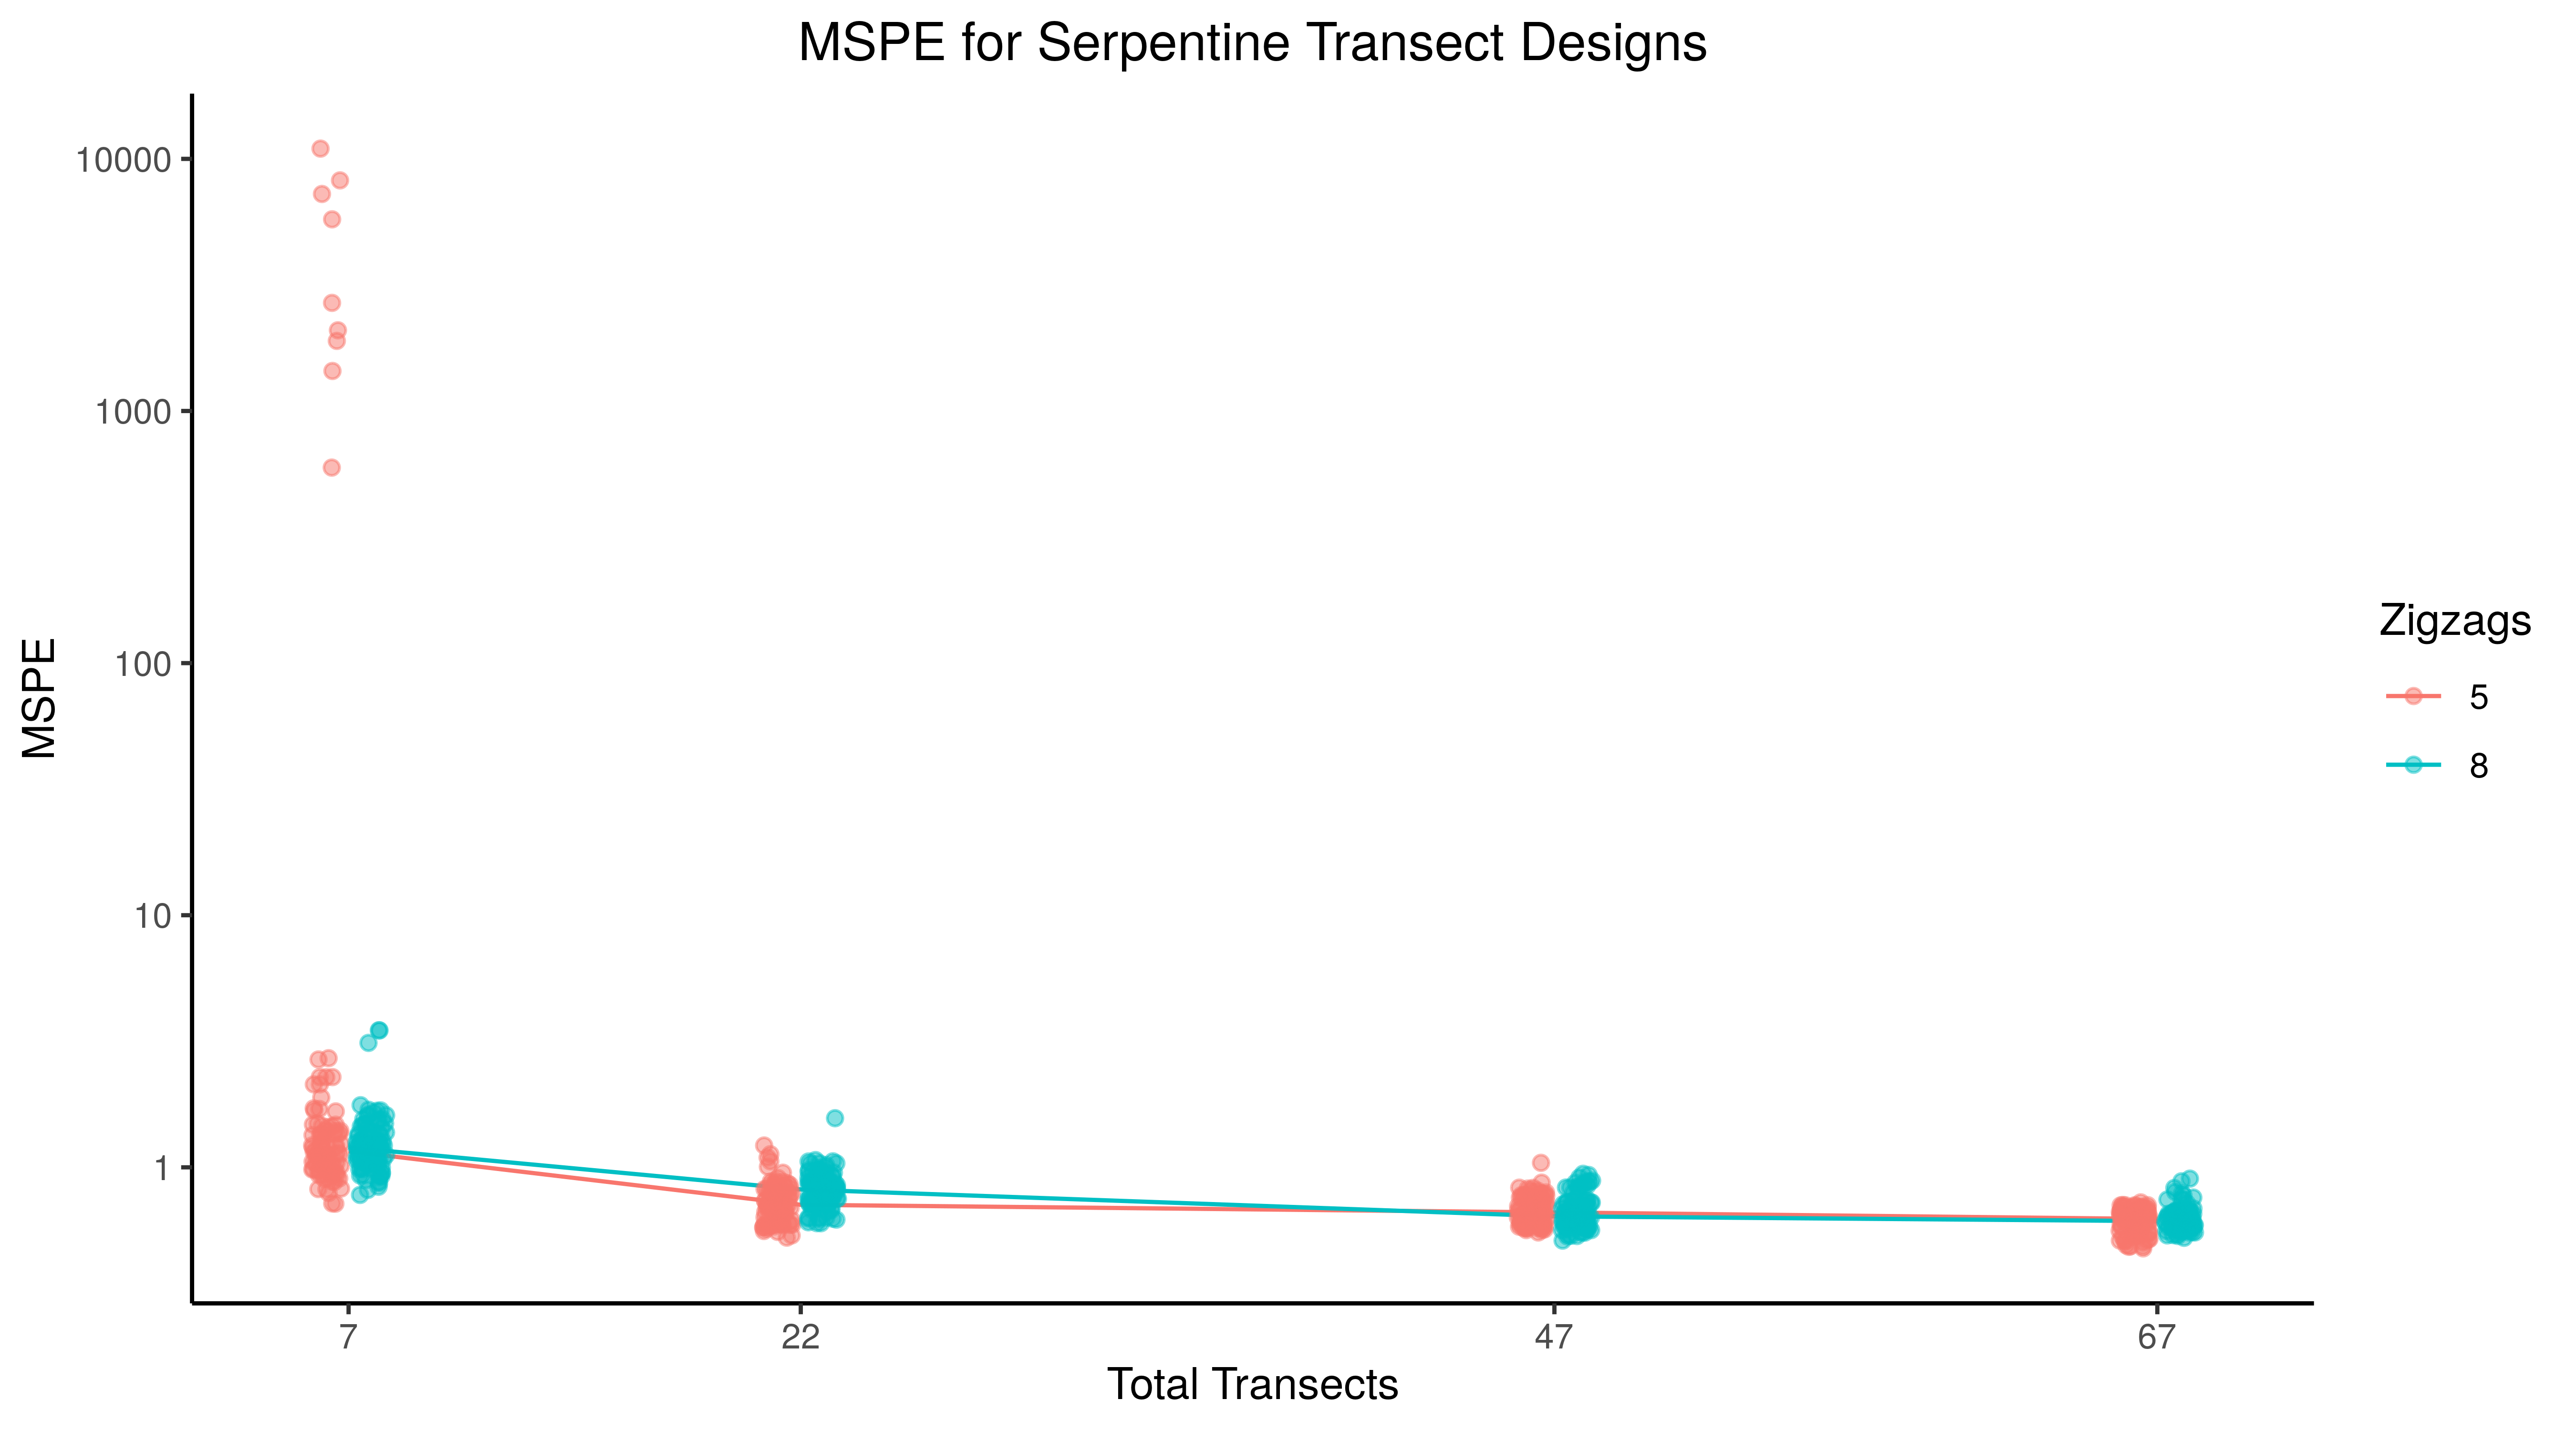 MSPE for Serpentine Transect Designs
MSPE
10000
1000
100
10
1
7 22 47 67
Total Transects
Zigzags
5
8